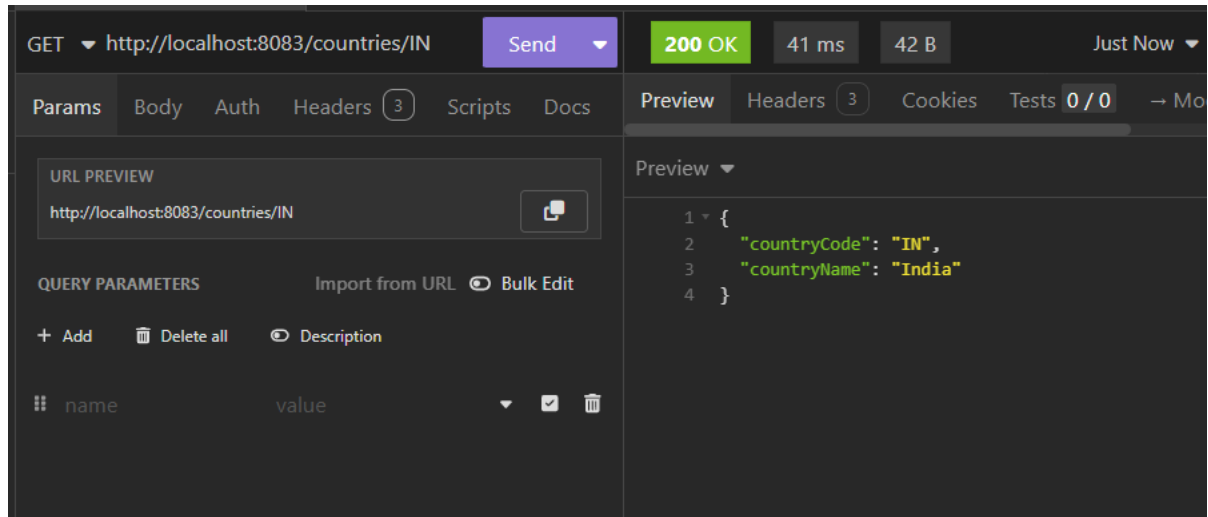 GET http://localhost:8083/countries/IN Send
Params Body Auth Headers 3 Scripts Docs
URL PREVIEW
http://localhost:8083/countries/IN
QUERY PARAMETERS Import from URL Bulk Edit
+ Add Delete all Description
name value
200 OK 41 ms 42 B Just Now
Preview Headers 3 Cookies Tests 0 / 0 → Mo
Preview
1 {
2 "countryCode": "IN",
3 "countryName": "India"
4 }